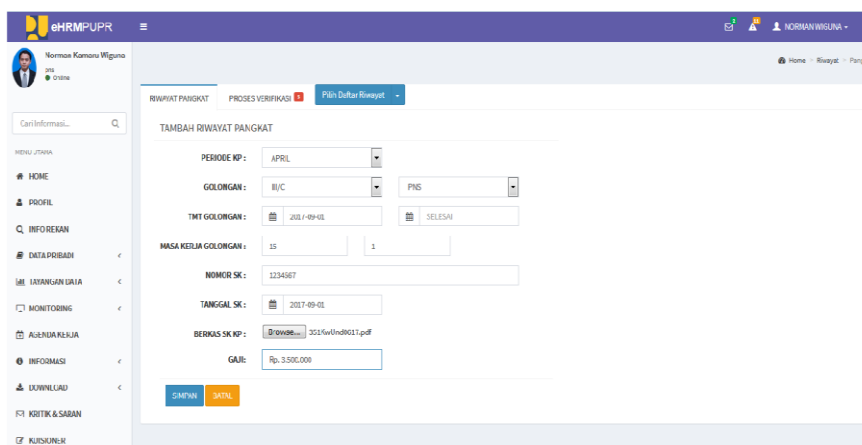 eHRMPUPR
NORMAN WIGUNA
Norman Kamaru Wiguna
pns
Online
Home > Riwayat >
RIWAYAT PANGKAT
PROSES VERIFIKASI
Pilih Daftar Riwayat
Cari Informasi...
TAMBAH RIWAYAT PANGKAT
MENU UTAMA
PERIODE KP :
APRIL
HOME
GOLONGAN :
III/C
PNS
PROFIL
TMT GOLONGAN :
2017-09-01
SELESAI
INFO REKAN
MASA KERJA GOLONGAN :
15
1
DATA PRIBADI
NOMOR SK :
1234567
TAYANGAN DATA
TANGGAL SK :
2017-09-01
MONITORING
BERKAS SK KP :
Browse...
AGENDA KERJA
GAJI:
Rp. 3.500.000
INFORMASI
DOWNLOAD
SIMPAN
BATAL
KRITIK & SARAN
KUISIONER